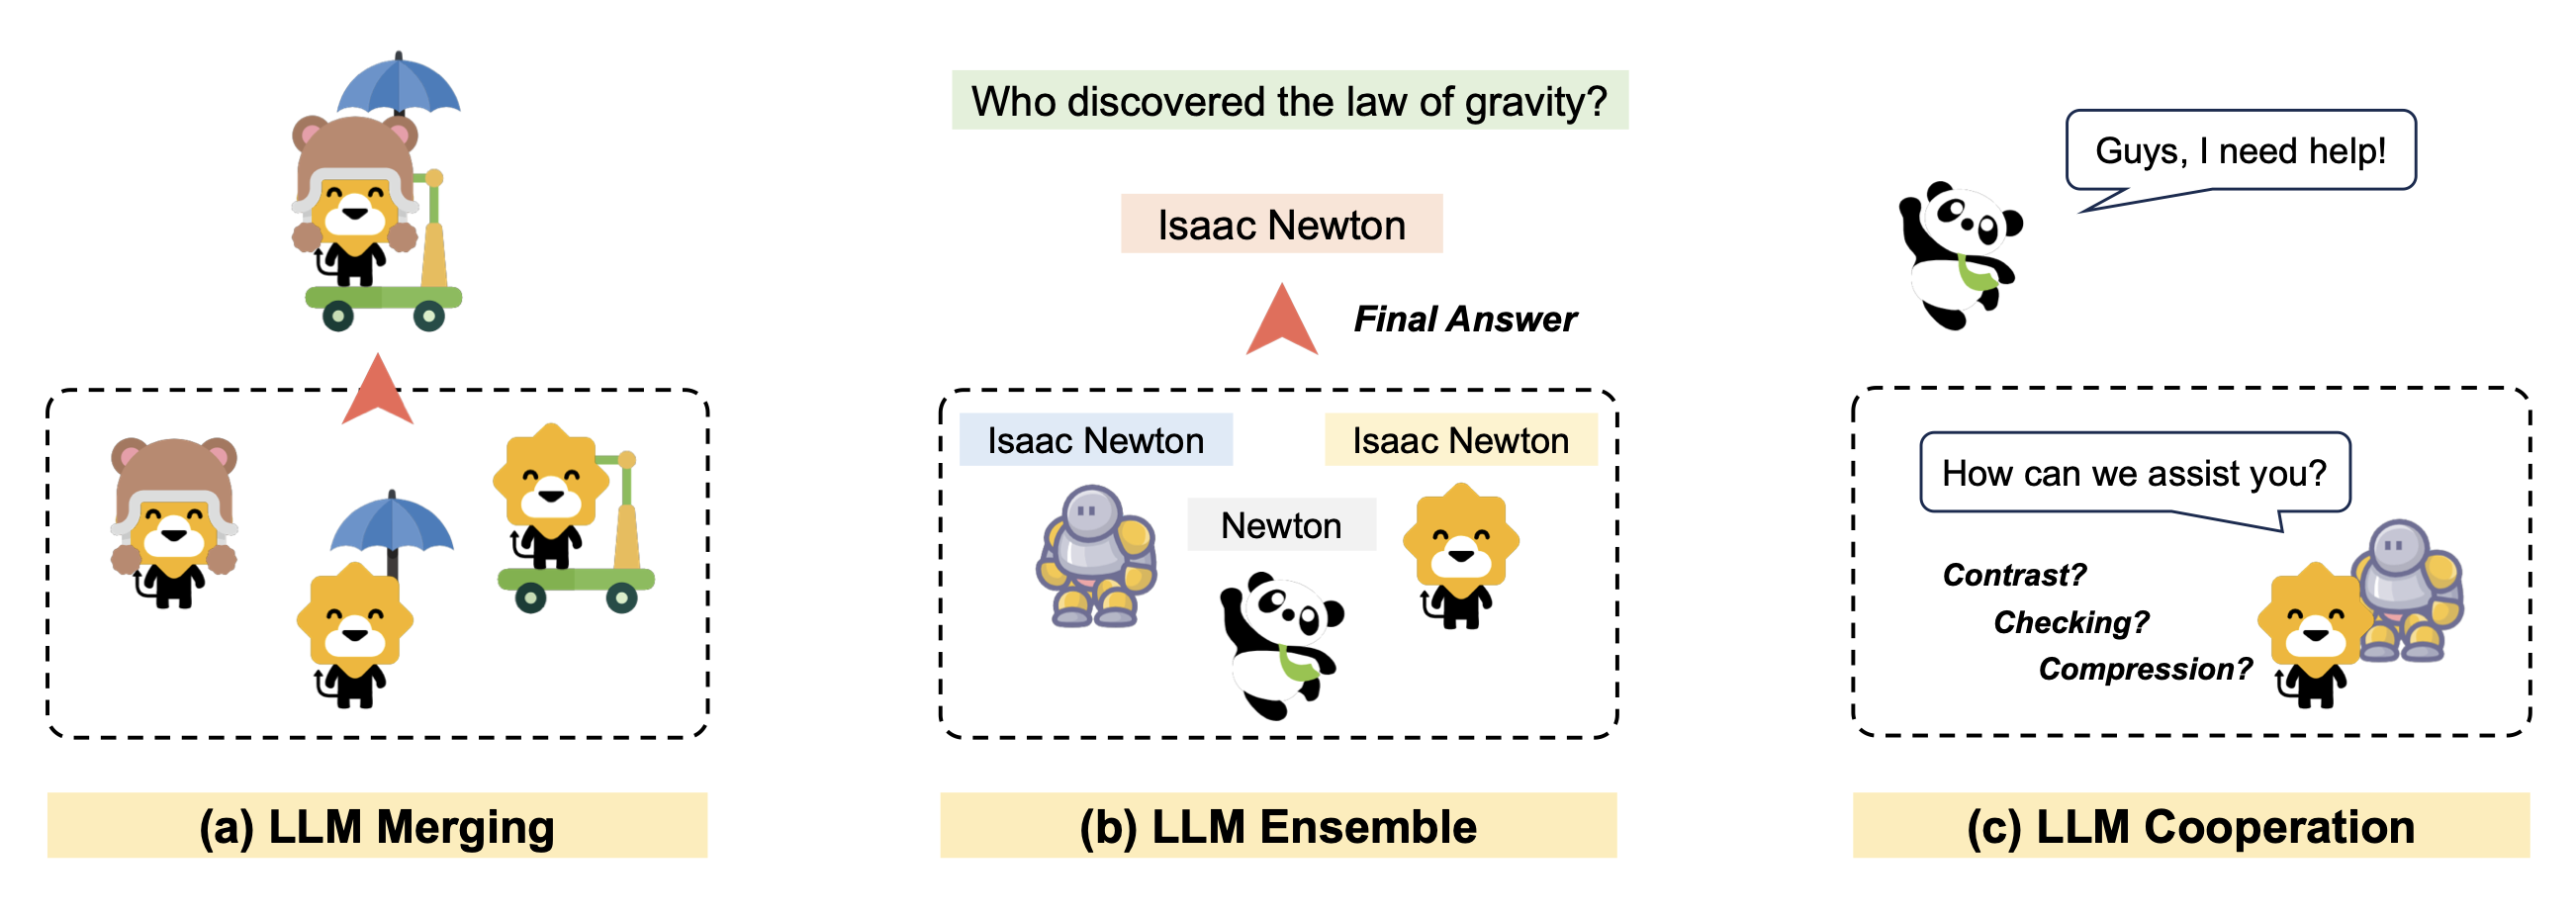 Who discovered the law of gravity?
Isaac Newton
Final Answer
Isaac Newton
Isaac Newton
Newton
Guys, I need help!
How can we assist you?
Contrast?
Checking?
Compression?
(a) LLM Merging
(b) LLM Ensemble
(c) LLM Cooperation